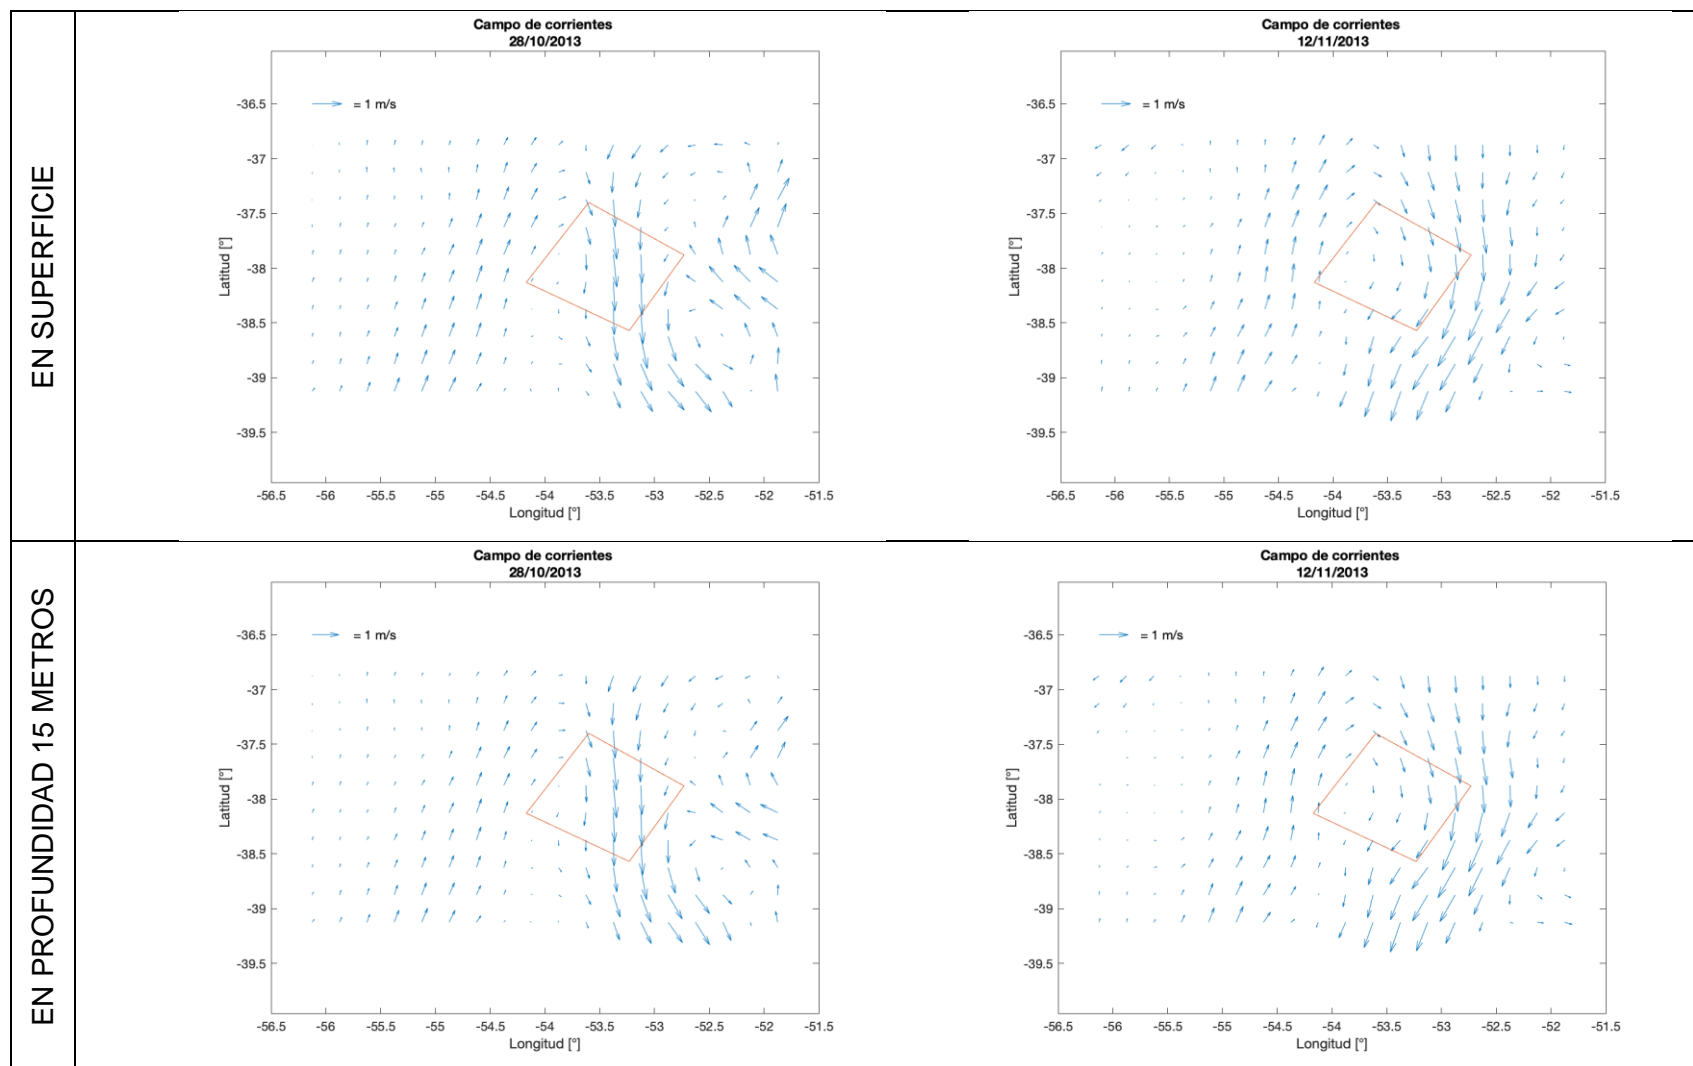 EN SUPERFICIE
Campo de corrientes
28/10/2013
= 1 m/s
-36.5
-37
-37.5
-38
-38.5
-39
-39.5
Latitud [°]
-56.5 -56 -55.5 -55 -54.5 -54 -53.5 -53 -52.5 -52 -51.5
Longitud [°]
Campo de corrientes
12/11/2013
= 1 m/s
-36.5
-37
-37.5
-38
-38.5
-39
-39.5
Latitud [°]
-56.5 -56 -55.5 -55 -54.5 -54 -53.5 -53 -52.5 -52 -51.5
Longitud [°]
EN PROFUNDIDAD 15 METROS
Campo de corrientes
28/10/2013
= 1 m/s
-36.5
-37
-37.5
-38
-38.5
-39
-39.5
Latitud [°]
-56.5 -56 -55.5 -55 -54.5 -54 -53.5 -53 -52.5 -52 -51.5
Longitud [°]
Campo de corrientes
12/11/2013
= 1 m/s
-36.5
-37
-37.5
-38
-38.5
-39
-39.5
Latitud [°]
-56.5 -56 -55.5 -55 -54.5 -54 -53.5 -53 -52.5 -52 -51.5
Longitud [°]